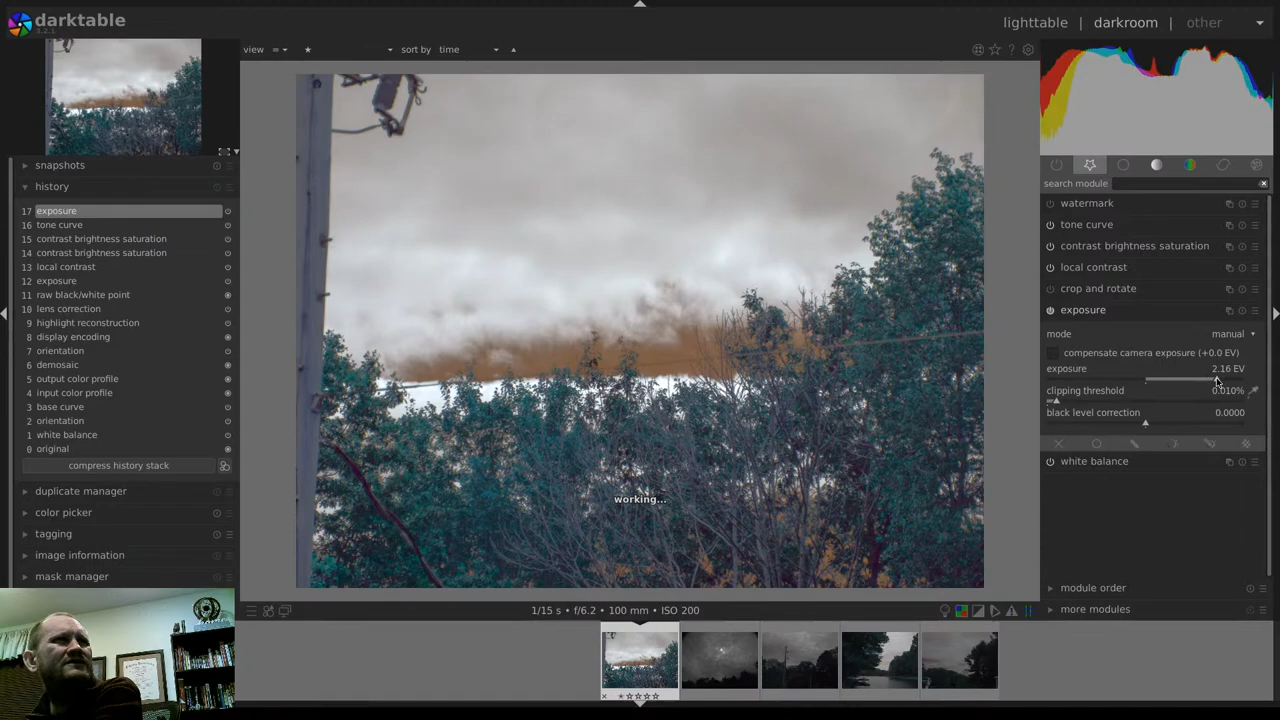 darktable
3.2.1
lighttable | darkroom | other
view
sort by time
snapshots
history
17 exposure
16 tone curve
15 contrast brightness saturation
14 contrast brightness saturation
13 local contrast
12 exposure
11 raw black/white point
10 lens correction
9 highlight reconstruction
8 display encoding
7 orientation
6 demosaic
5 output color profile
4 input color profile
3 base curve
2 orientation
1 white balance
0 original
compress history stack
duplicate manager
color picker
tagging
image information
mask manager
working...
1/15 s • f/6.2 • 100 mm • ISO 200
search module
watermark
tone curve
contrast brightness saturation
local contrast
crop and rotate
exposure
mode manual
compensate camera exposure (+0.0 EV)
exposure 2.16 EV
clipping threshold 0.010%
black level correction 0.0000
white balance
module order
more modules